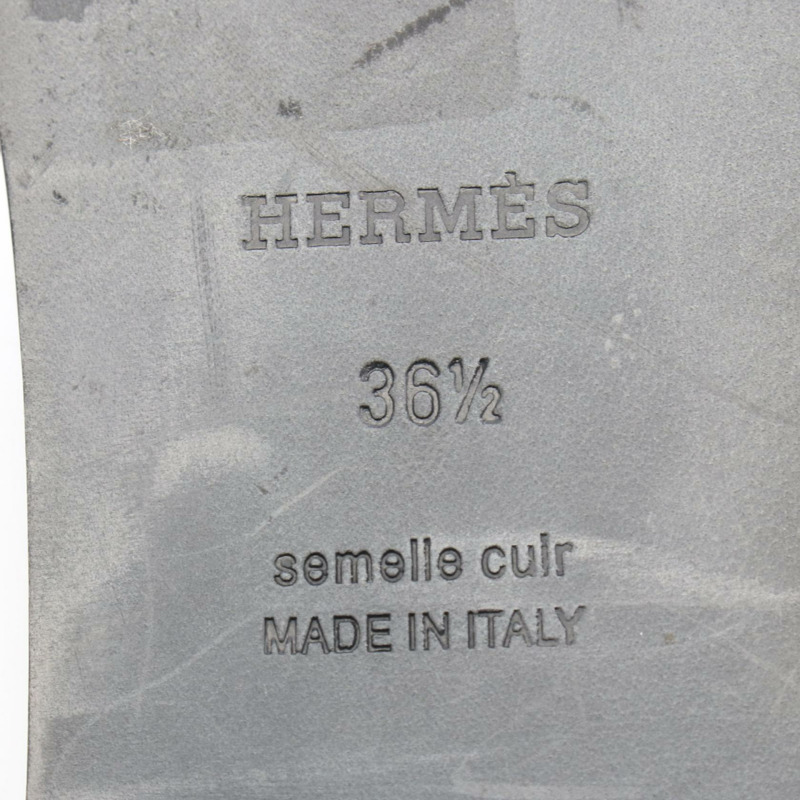 HERMÈS
36½
semelle cuir
MADE IN ITALY